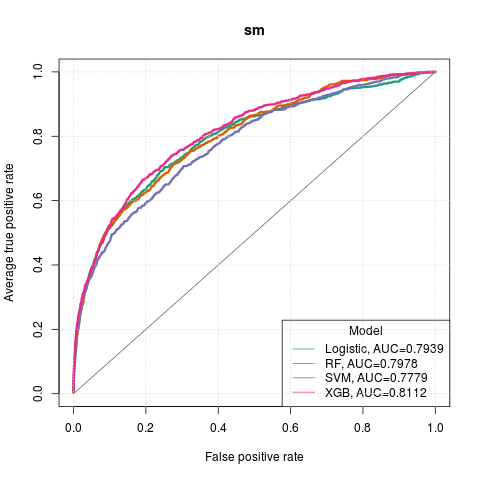 sm
Average true positive rate
1.0
0.8
0.6
0.4
0.2
0.0
Model
Logistic, AUC=0.7939
RF, AUC=0.7978
SVM, AUC=0.7779
XGB, AUC=0.8112
0.0 0.2 0.4 0.6 0.8 1.0
False positive rate